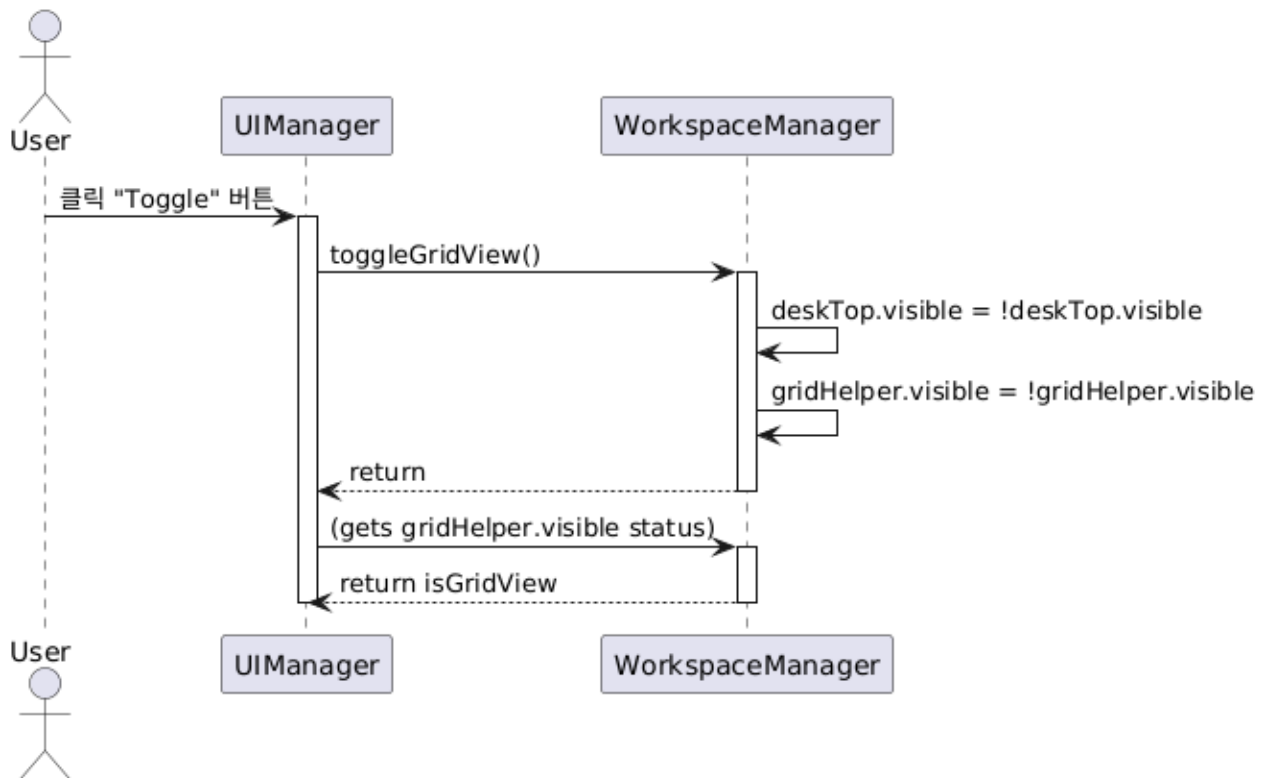 User
UIManager
WorkspaceManager
클릭 "Toggle" 버튼
toggleGridView()
deskTop.visible = !deskTop.visible
gridHelper.visible = !gridHelper.visible
return
(gets gridHelper.visible status)
return isGridView
User
UIManager
WorkspaceManager